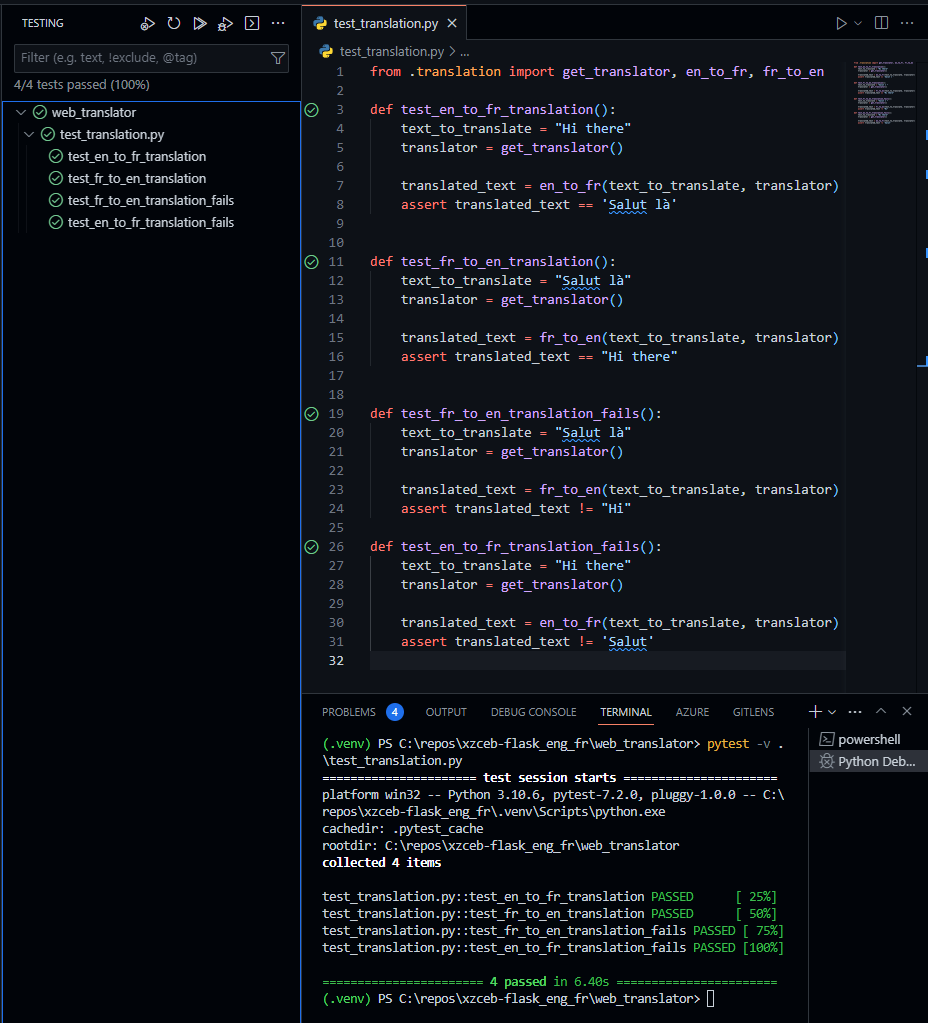 TESTING
Filter (e.g. text, !exclude, @tag)
4/4 tests passed (100%)
web_translator
test_translation.py
test_en_to_fr_translation
test_fr_to_en_translation
test_fr_to_en_translation_fails
test_en_to_fr_translation_fails
test_translation.py
test_translation.py > ...
1 from .translation import get_translator, en_to_fr, fr_to_en
2
3 def test_en_to_fr_translation():
4 text_to_translate = "Hi there"
5 translator = get_translator()
6
7 translated_text = en_to_fr(text_to_translate, translator)
8 assert translated_text == 'Salut là'
9
10
11 def test_fr_to_en_translation():
12 text_to_translate = "Salut là"
13 translator = get_translator()
14
15 translated_text = fr_to_en(text_to_translate, translator)
16 assert translated_text == "Hi there"
17
18
19 def test_fr_to_en_translation_fails():
20 text_to_translate = "Salut là"
21 translator = get_translator()
22
23 translated_text = fr_to_en(text_to_translate, translator)
24 assert translated_text != "Hi"
25
26 def test_en_to_fr_translation_fails():
27 text_to_translate = "Hi there"
28 translator = get_translator()
29
30 translated_text = en_to_fr(text_to_translate, translator)
31 assert translated_text != 'Salut'
32
PROBLEMS 4 OUTPUT DEBUG CONSOLE TERMINAL AZURE GITLENS
(.venv) PS C:\repos\xzceb-flask_eng_fr\web_translator> pytest -v .
\test_translation.py
====================== test session starts ======================
platform win32 -- Python 3.10.6, pytest-7.2.0, pluggy-1.0.0 -- C:\
repos\xzceb-flask_eng_fr\.venv\Scripts\python.exe
cachedir: .pytest_cache
rootdir: C:\repos\xzceb-flask_eng_fr\web_translator
collected 4 items
test_translation.py::test_en_to_fr_translation PASSED [ 25%]
test_translation.py::test_fr_to_en_translation PASSED [ 50%]
test_translation.py::test_fr_to_en_translation_fails PASSED [ 75%]
test_translation.py::test_en_to_fr_translation_fails PASSED [100%]
======================= 4 passed in 6.40s =======================
(.venv) PS C:\repos\xzceb-flask_eng_fr\web_translator>
powershell
Python Deb...